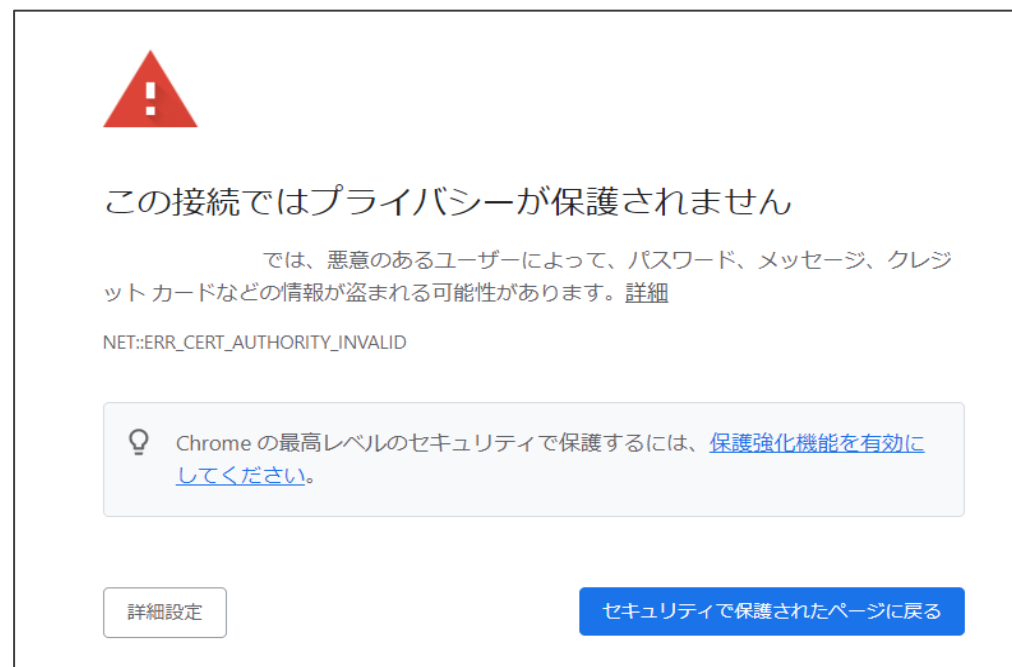 この接続ではプライバシーが保護されません
では、悪意のあるユーザーによって、パスワード、メッセージ、クレジ
ット カードなどの情報が盗まれる可能性があります。詳細
NET::ERR_CERT_AUTHORITY_INVALID
Chrome の最高レベルのセキュリティで保護するには、保護強化機能を有効に
してください。
詳細設定
セキュリティで保護されたページに戻る